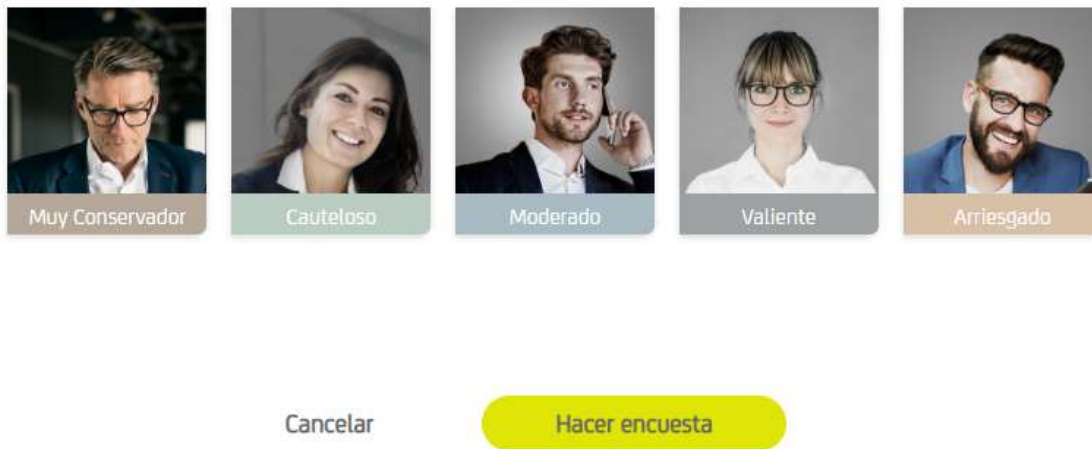 Muy Conservador
Cauteloso
Moderado
Valiente
Arriesgado
Cancelar
Hacer encuesta